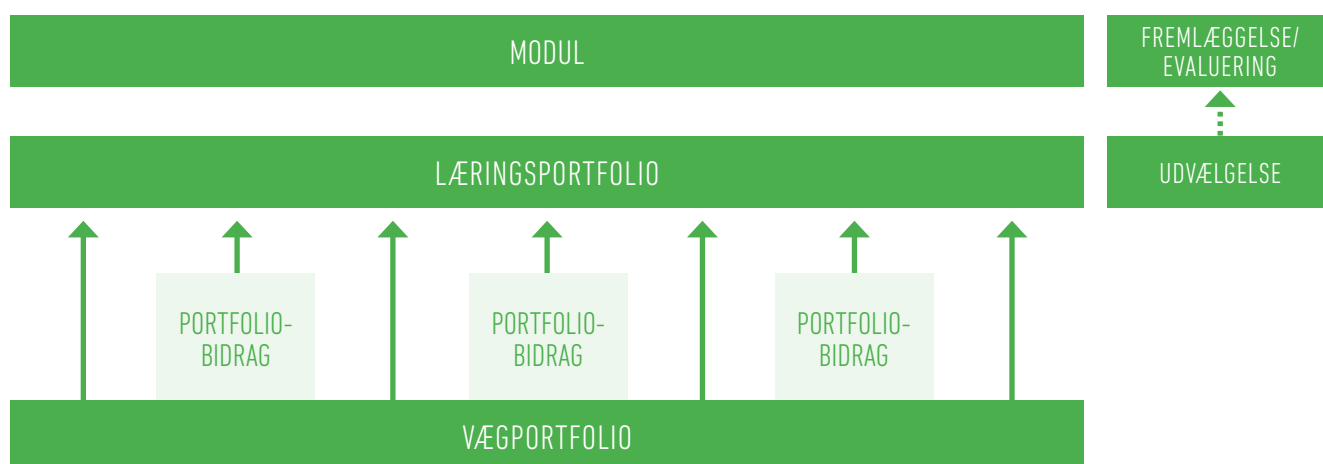 MODUL
FREMLÆGGELSE/
EVALUERING
LÆRINGSPORTFOLIO
UDVÆLGELSE
PORTFOLIO-
BIDRAG
PORTFOLIO-
BIDRAG
PORTFOLIO-
BIDRAG
VÆGPORTFOLIO